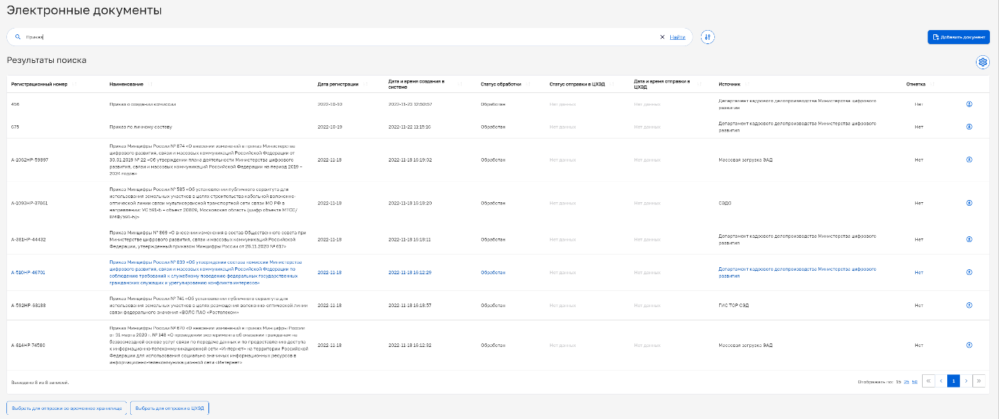 Электронные документы
Приказ
Найти
Добавить документ
Результаты поиска
Регистрационный номер
Наименование
Дата регистрации
Дата и время создания в
системе
Статус обработки
Статус отправки в ЦХЭД
Дата и время отправки в
ЦХЭД
Источник
Отметка
456
Приказ о создании комиссии
2022-10-10
2022-11-23 12:50:57
Обработан
Нет данных
Нет данных
Департамент кадрового делопроизводства Министерства цифрового
развития
Нет
675
Приказ по личному составу
2022-10-19
2022-11-22 11:15:16
Обработан
Нет данных
Нет данных
Департамент кадрового делопроизводства Министерства цифрового
развития
Нет
А-1062НР-59897
Приказ Минцифры России № 874 «О внесении изменений в приказ Министерства
цифрового развития, связи и массовых коммуникаций Российской Федерации от
30.01.2019 № 22 «Об утверждении плана деятельности Министерства цифрового
развития, связи и массовых коммуникаций Российской Федерации на период 2019 –
2024 годов»
2022-11-18
2022-11-18 16:19:02
Обработан
Нет данных
Нет данных
Массовая загрузка ЭАД
Нет
А-1093НР-37861
Приказ Минцифры России № 585 «Об установлении публичного сервитута для
использования земельных участков в целях строительства кабельной волоконно-
оптической линии связи мультисервисной транспортной сети связи МО РФ в
направлении: УС 591-Б – объект 20809, Московская область (шифр объекта МТСС/
ВМФ/591-Б)»
2022-11-18
2022-11-18 16:18:20
Обработан
Нет данных
Нет данных
СЭДО
Нет
А-381НР-44432
Приказ Минцифры № 869 «О внесении изменения в состав Общественного совета при
Министерстве цифрового развития, связи и массовых коммуникаций Российской
Федерации, утвержденный приказом Минцифры России от 26.11.2020 № 617»
2022-11-18
2022-11-18 16:18:11
Обработан
Нет данных
Нет данных
Департамент кадрового делопроизводства Министерства цифрового
развития
Нет
А-510НР-46701
Приказ Минцифры России № 839 «Об утверждении состава комиссии Министерства
цифрового развития, связи и массовых коммуникаций Российской Федерации по
соблюдению требований к служебному поведению федеральных государственных
гражданских служащих и урегулированию конфликта интересов»
2022-11-18
2022-11-18 16:12:29
Обработан
Нет данных
Нет данных
Департамент кадрового делопроизводства Министерства цифрового
развития
Нет
А-592НР-68188
Приказ Минцифры России № 741 «Об установлении публичного сервитута для
использования земельных участков в целях размещения волоконно-оптической линии
связи федерального значения «ВОЛС ПАО «Ростелеком»
2022-11-18
2022-11-18 16:18:57
Обработан
Нет данных
Нет данных
ГИС ТОР СЭД
Нет
А-814НР-74580
Приказ Минцифры России № 670 «О внесении изменений в приказ Минцифры России
от 31 марта 2020 г. № 148 «О проведении эксперимента об оказании гражданам на
безвозмездной основе услуг связи по передаче данных и по предоставлению доступа
к информационно-телекоммуникационной сети «Интернет» на территории Российской
Федерации для использования социально значимых информационных ресурсов в
информационно-телекоммуникационной сети «Интернет»
2022-11-18
2022-11-18 16:12:32
Обработан
Нет данных
Нет данных
Массовая загрузка ЭАД
Нет
Выведено 8 из 8 записей.
Отображать по: 15 25 50
1
Выбрать для отправки во временное хранилище
Выбрать для отправки в ЦХЭД